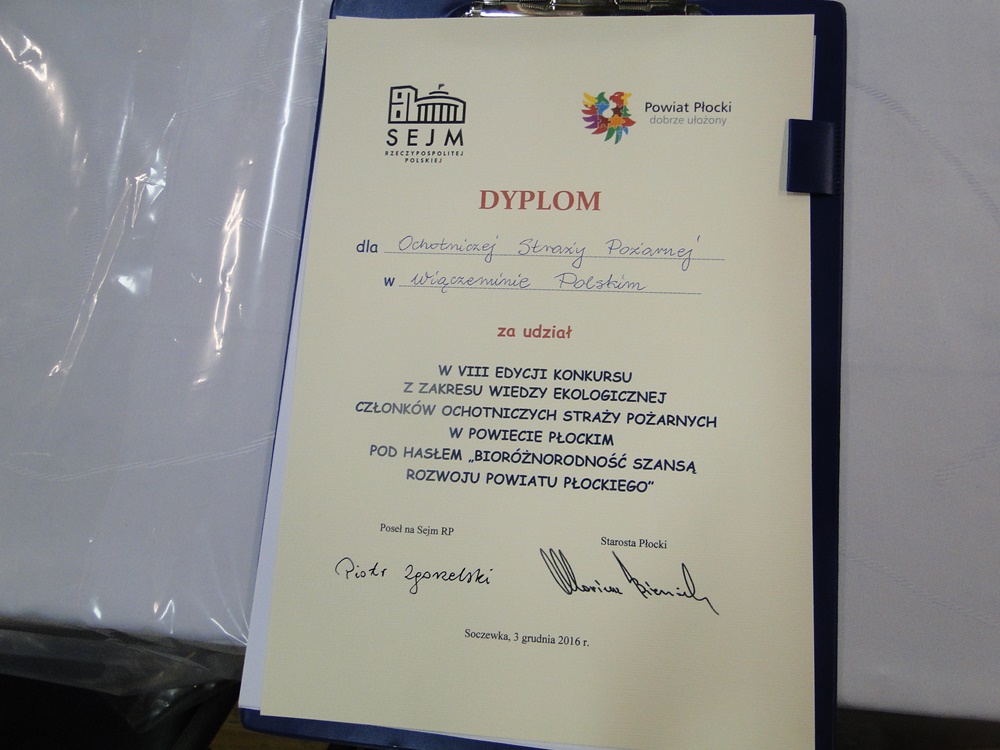 SEJM
RZECZYPOSPOLITEJ
POLSKIEJ
Powiat Płocki
dobrze ułożony
DYPLOM
dla Ochotniczej Straży Pożarnej
w Wiączeminie Polskim
za udział
W VIII EDYCJI KONKURSU
Z ZAKRESU WIEDZY EKOLOGICZNEJ
CZŁONKÓW OCHOTNICZYCH STRAŻY POŻARNYCH
W POWIECIE PŁOCKIM
POD HASŁEM „BIORÓŻNORODNOŚĆ SZANSĄ
ROZWOJU POWIATU PŁOCKIEGO”
Poseł na Sejm RP
Starosta Płocki
Piotr Zgorzelski
Mariusz Bieniek
Soczewka, 3 grudnia 2016 r.